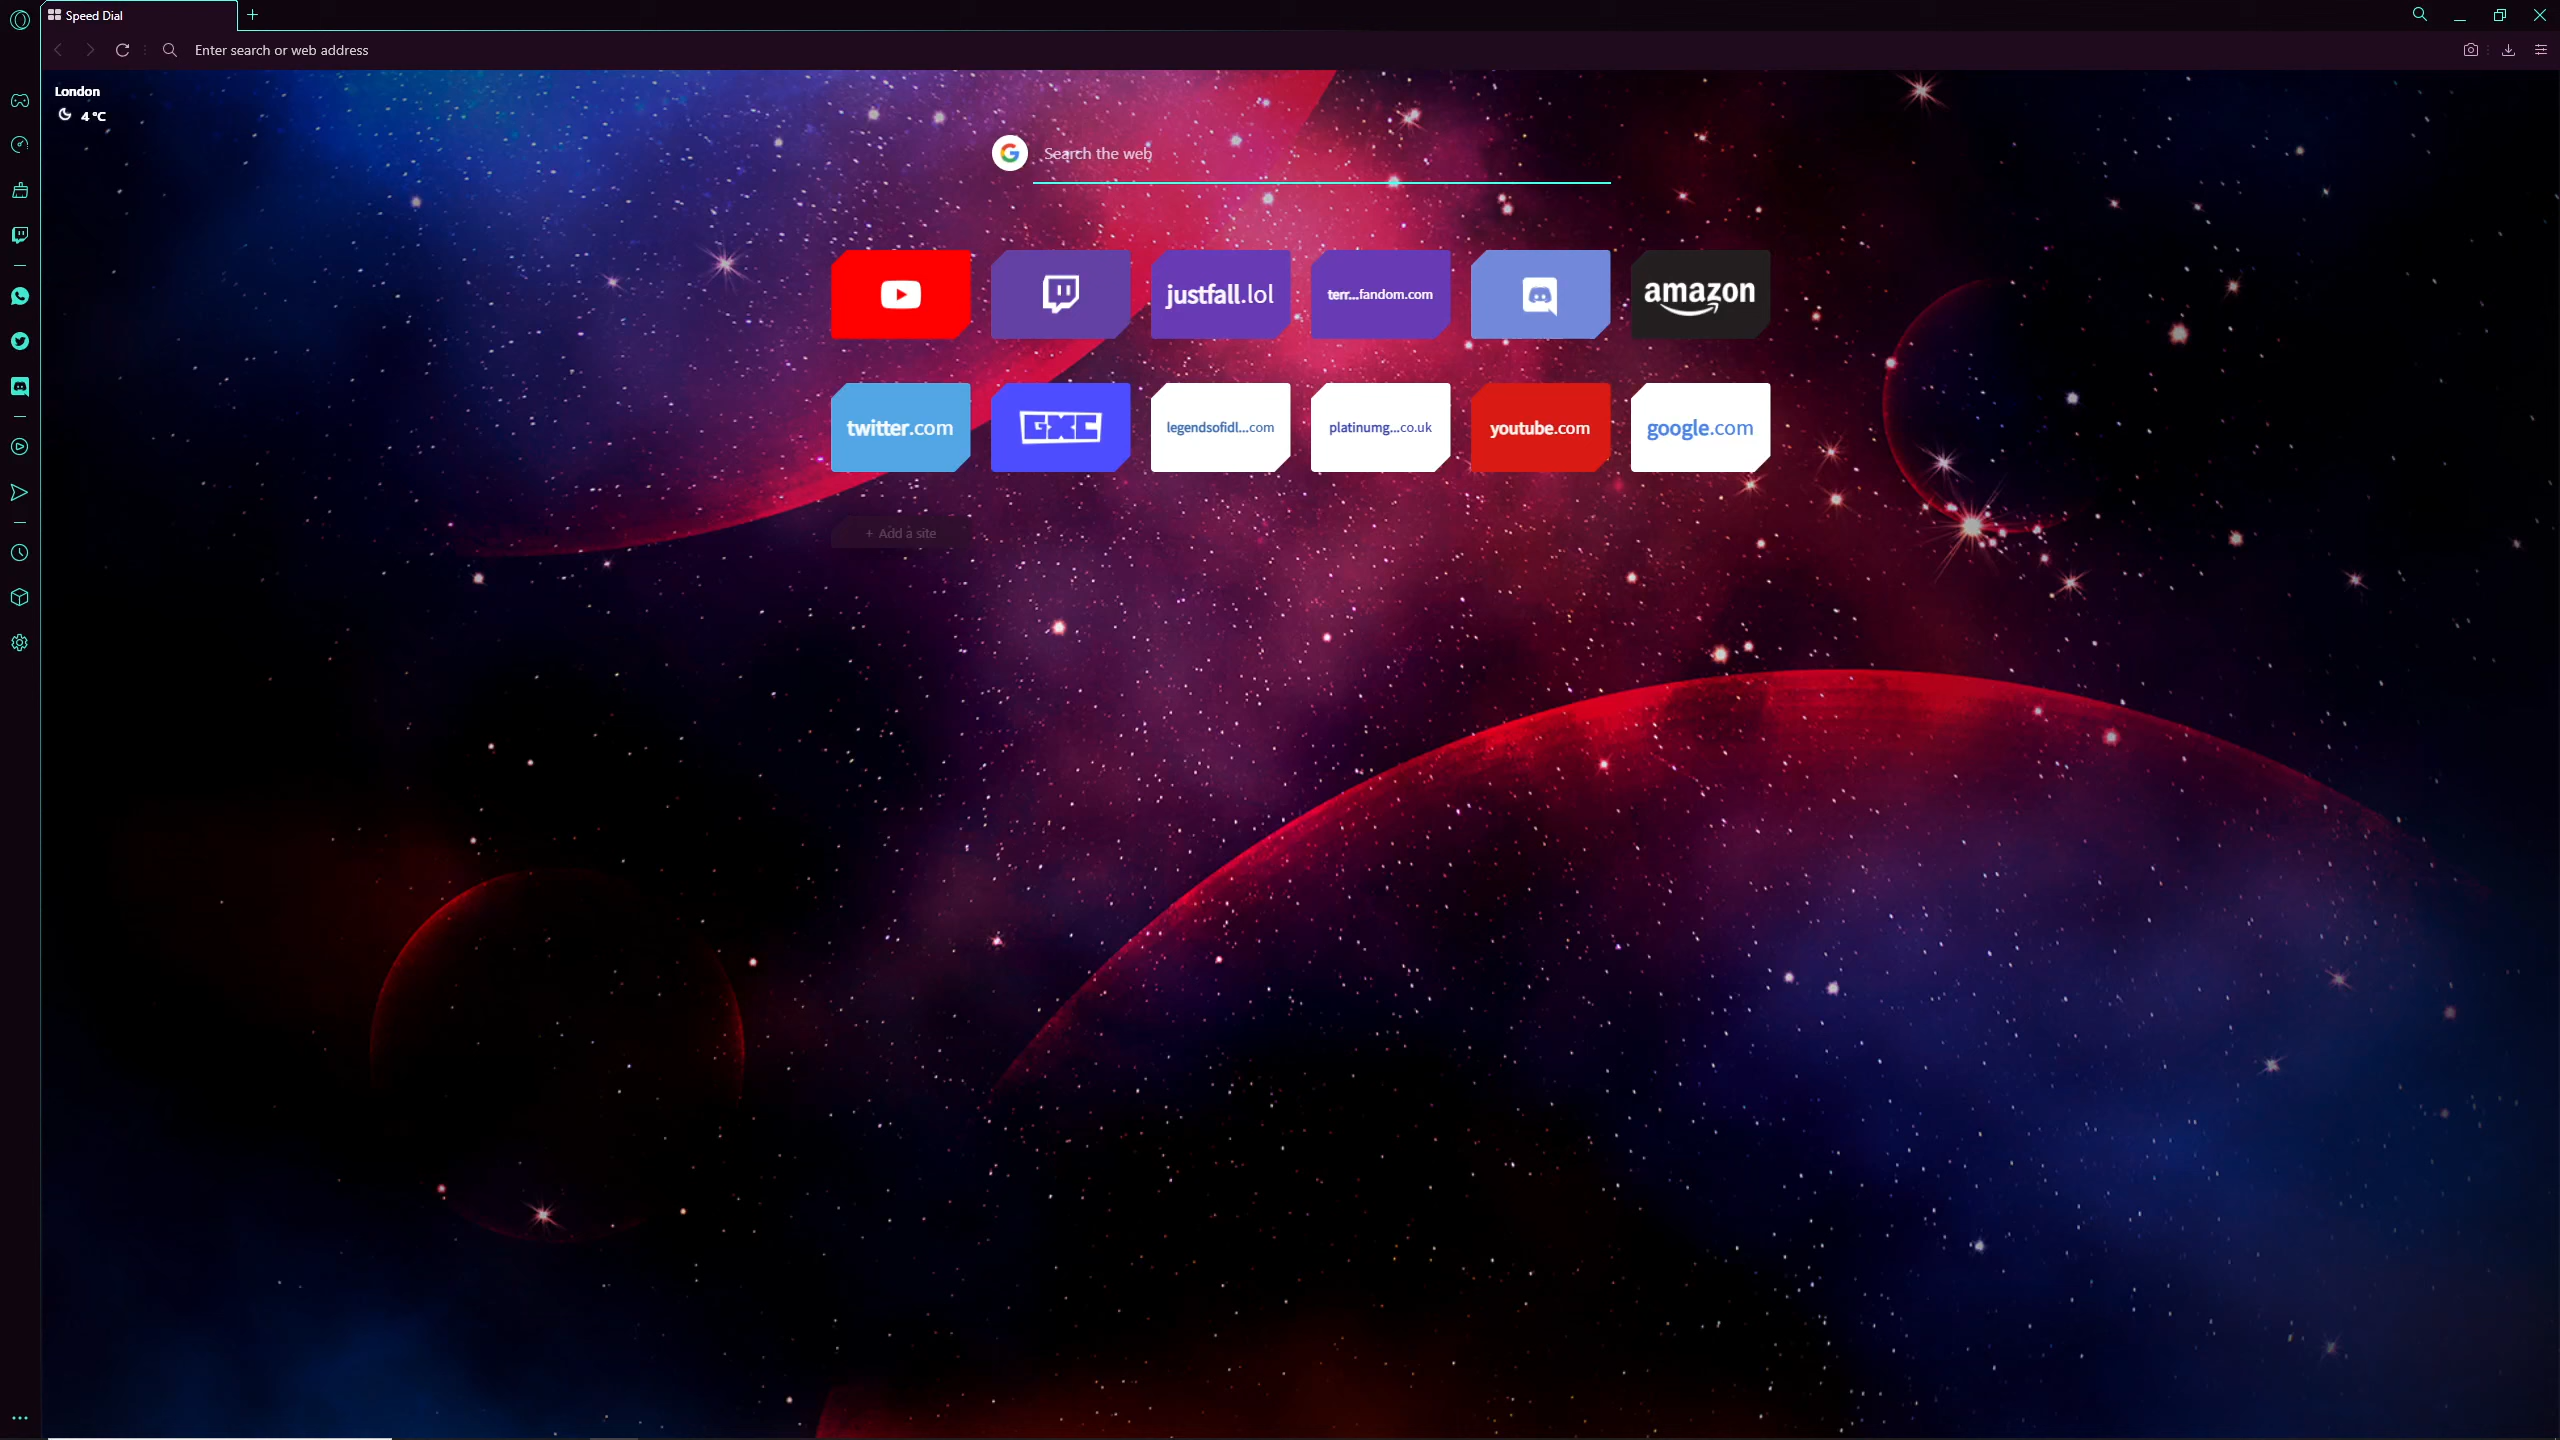 Speed Dial
Enter search or web address
London
4 °C
Search the web
justfall.lol
terr...fandom.com
amazon
twitter.com
GXC
legendsofidl...com
platinumg...co.uk
youtube.com
google.com
+ Add a site